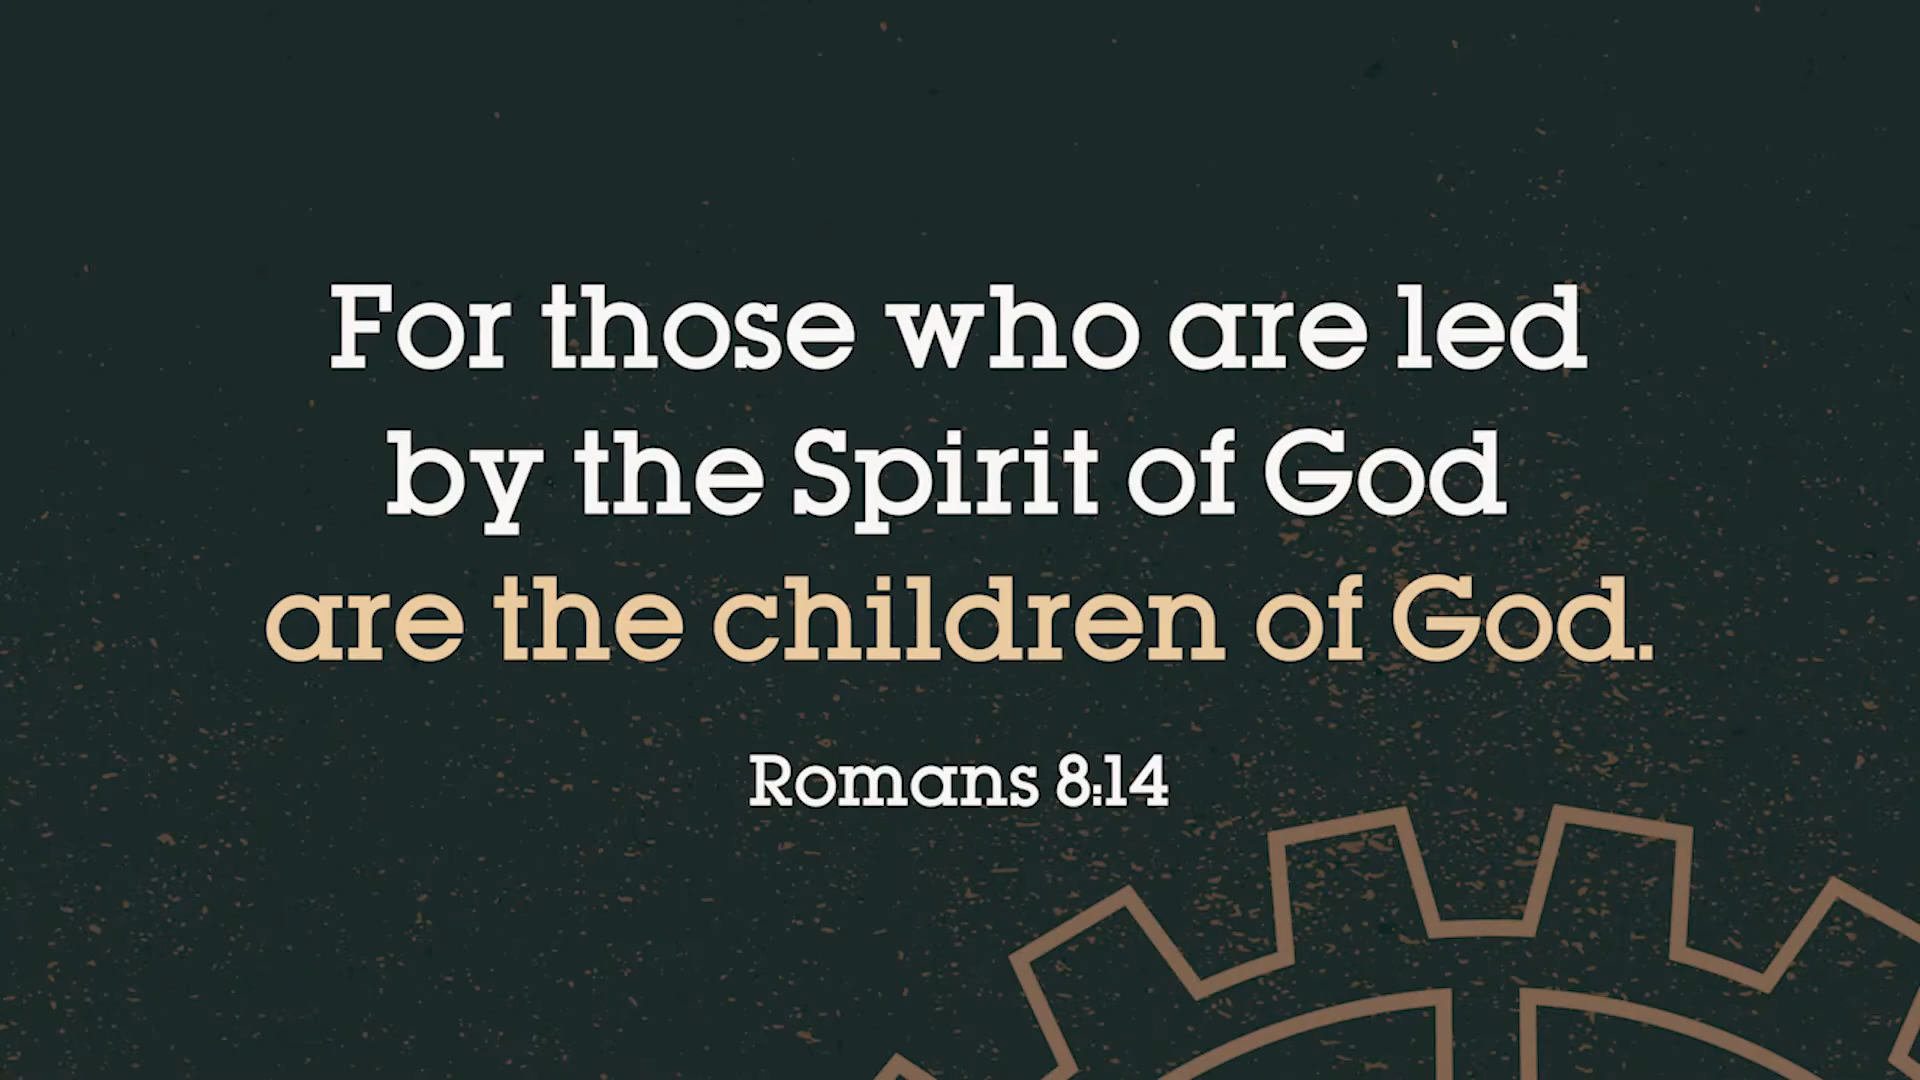 For those who are led
by the Spirit of God
are the children of God.
Romans 8:14